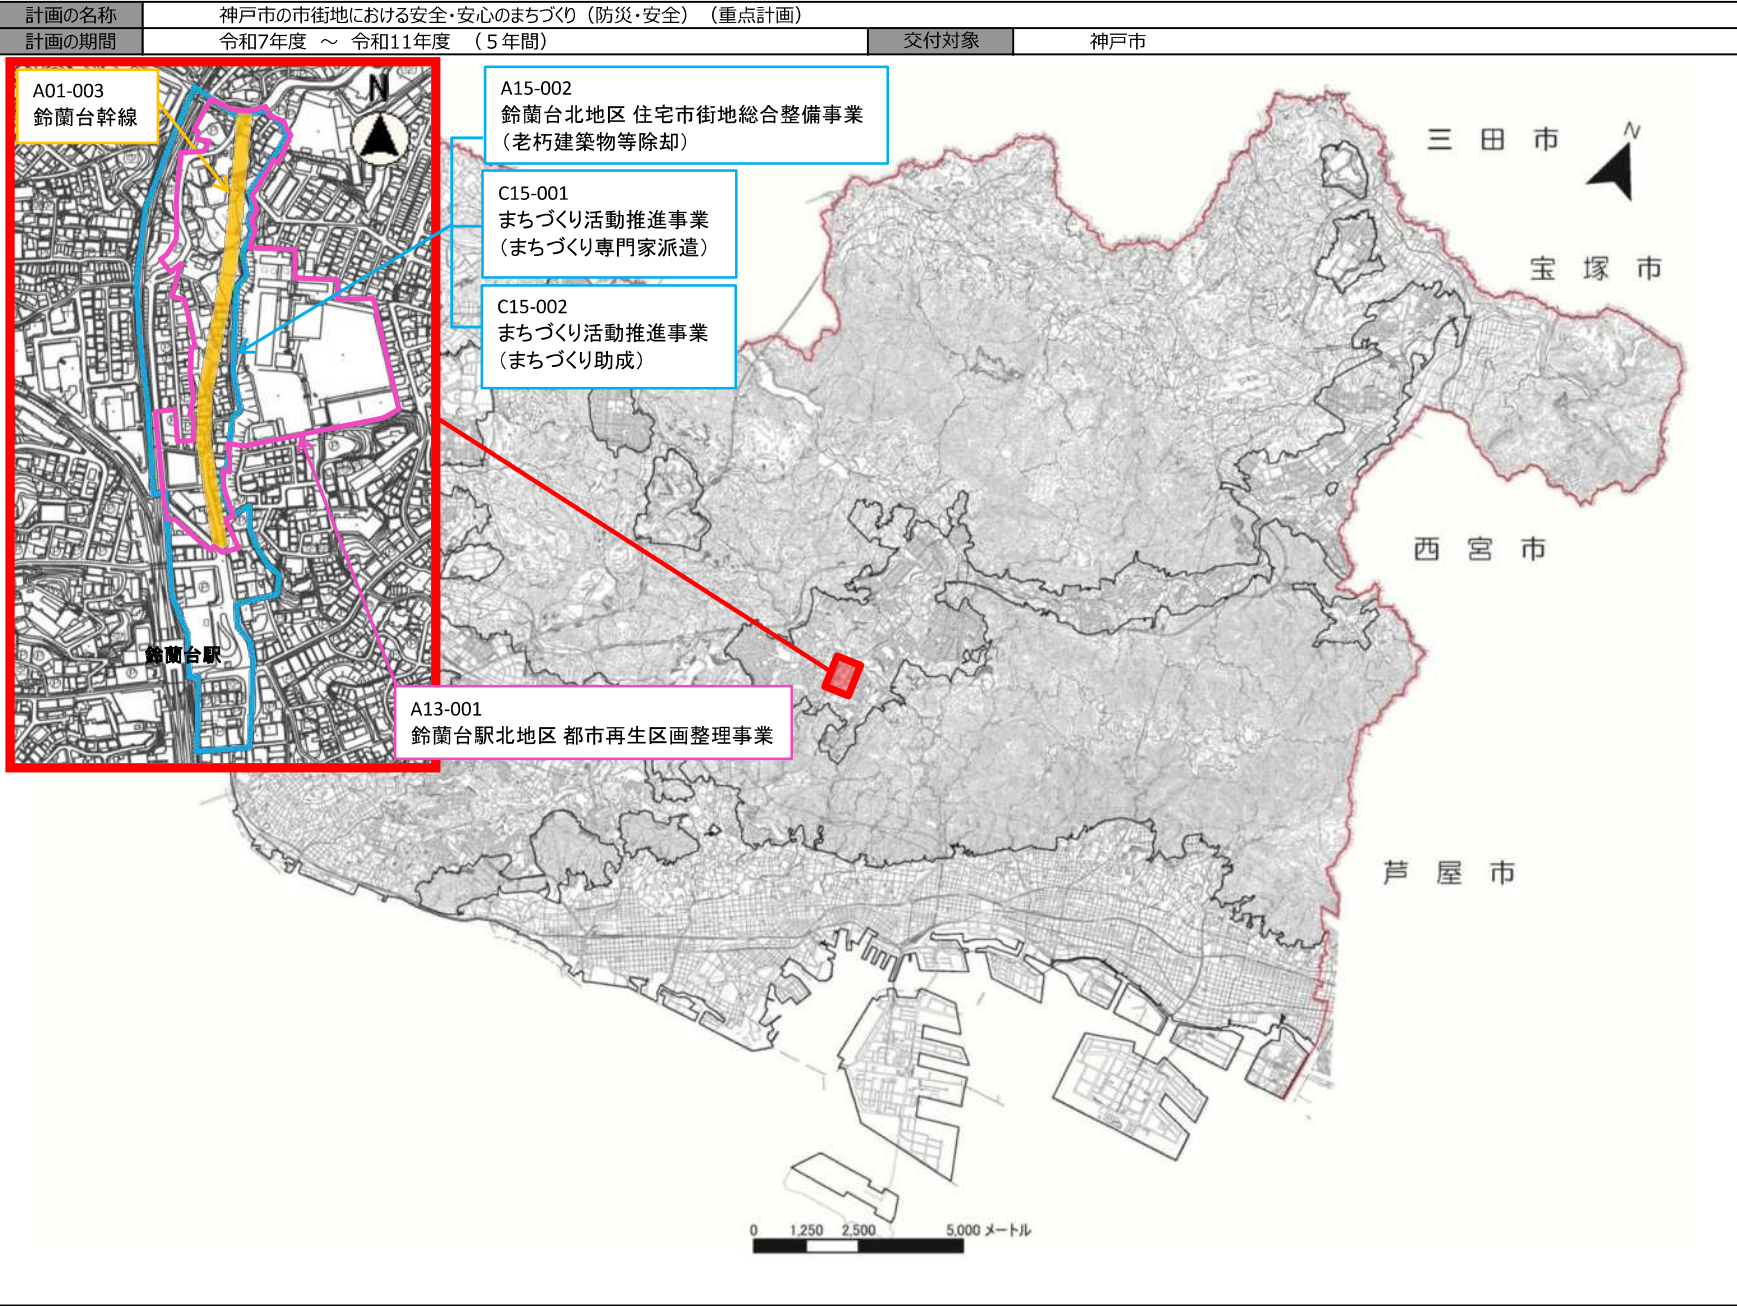 計画の名称 神戸市の市街地における安全・安心のまちづくり（防災・安全）（重点計画）
計画の期間 令和7年度 ～ 令和11年度 （５年間） 交付対象 神戸市
A01-003
鈴蘭台幹線
N
A15-002
鈴蘭台北地区 住宅市街地総合整備事業
（老朽建築物等除却）
C15-001
まちづくり活動推進事業
（まちづくり専門家派遣）
C15-002
まちづくり活動推進事業
（まちづくり助成）
三田市
N
宝塚市
西宮市
鈴蘭台駅
A13-001
鈴蘭台駅北地区 都市再生区画整理事業
芦屋市
0 1,250 2,500 5,000 メートル